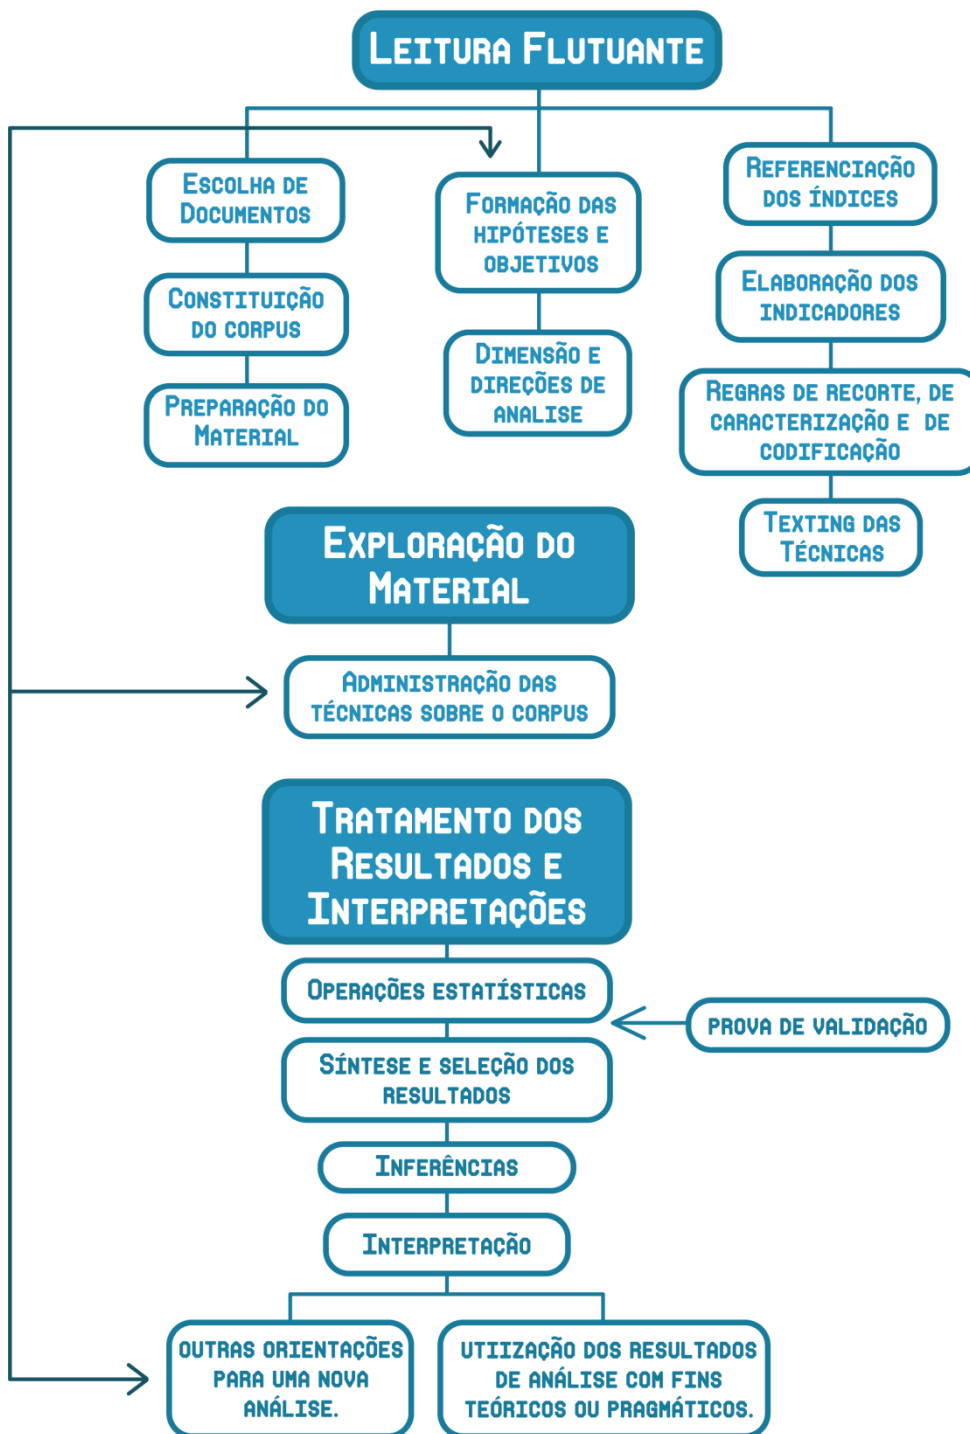 Leitura Flutuante
Escolha de
Documentos
Constituição
do corpus
Preparação do
Material
Formação das
hipóteses e
objetivos
Dimensão e
direções de
analise
Referenciação
dos índices
Elaboração dos
indicadores
Regras de recorte, de
caracterização e de
codificação
Texting das
Técnicas
Exploração do
Material
Administração das
técnicas sobre o corpus
Tratamento dos
Resultados e
Interpretações
Operações estatísticas
prova de validação
Síntese e seleção dos
resultados
Inferências
Interpretação
outras orientações
para uma nova
análise.
utiização dos resultados
de análise com fins
teóricos ou pragmáticos.